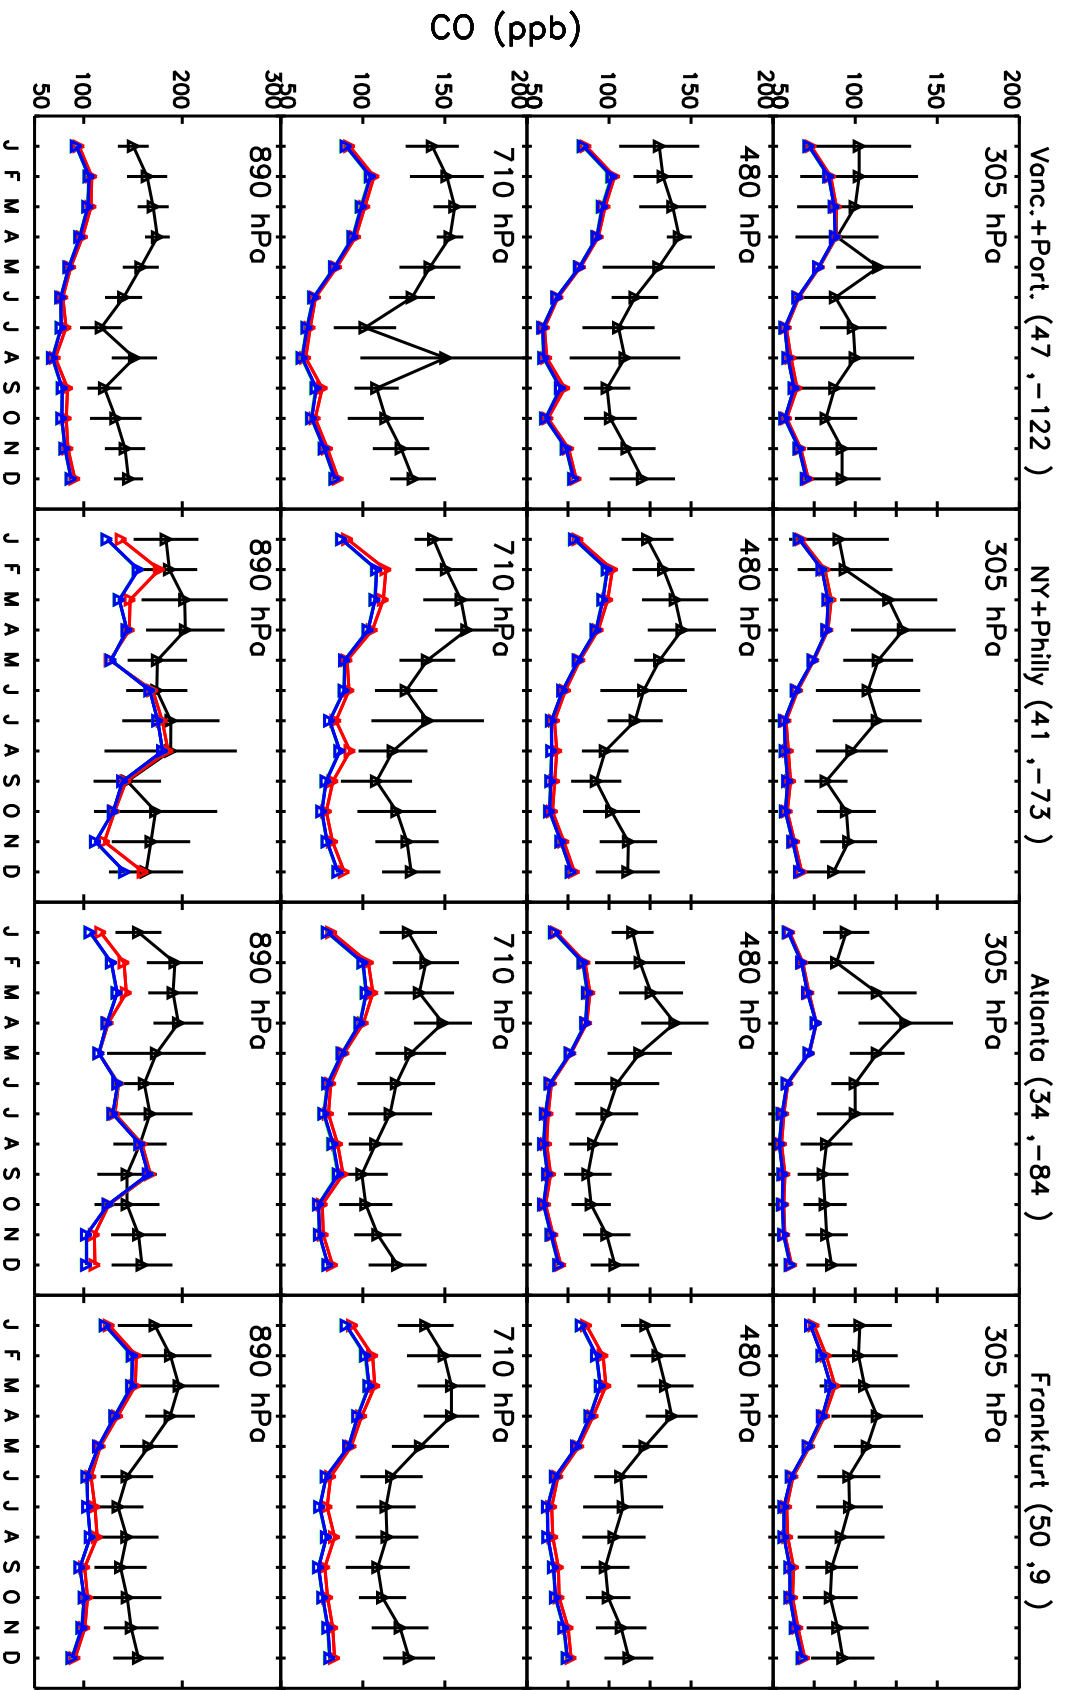 CO (ppb)
Vanc.+Port. (47 ,-122 )
NY+Philly (41 ,-73 )
Atlanta (34 ,-84 )
Frankfurt (50 ,9 )
200
150
100
50
305 hPa
305 hPa
305 hPa
305 hPa
200
150
100
50
480 hPa
480 hPa
480 hPa
480 hPa
200
150
100
50
710 hPa
710 hPa
710 hPa
710 hPa
300
200
100
50
890 hPa
890 hPa
890 hPa
890 hPa
J F M A M J J A S O N D
J F M A M J J A S O N D
J F M A M J J A S O N D
J F M A M J J A S O N D